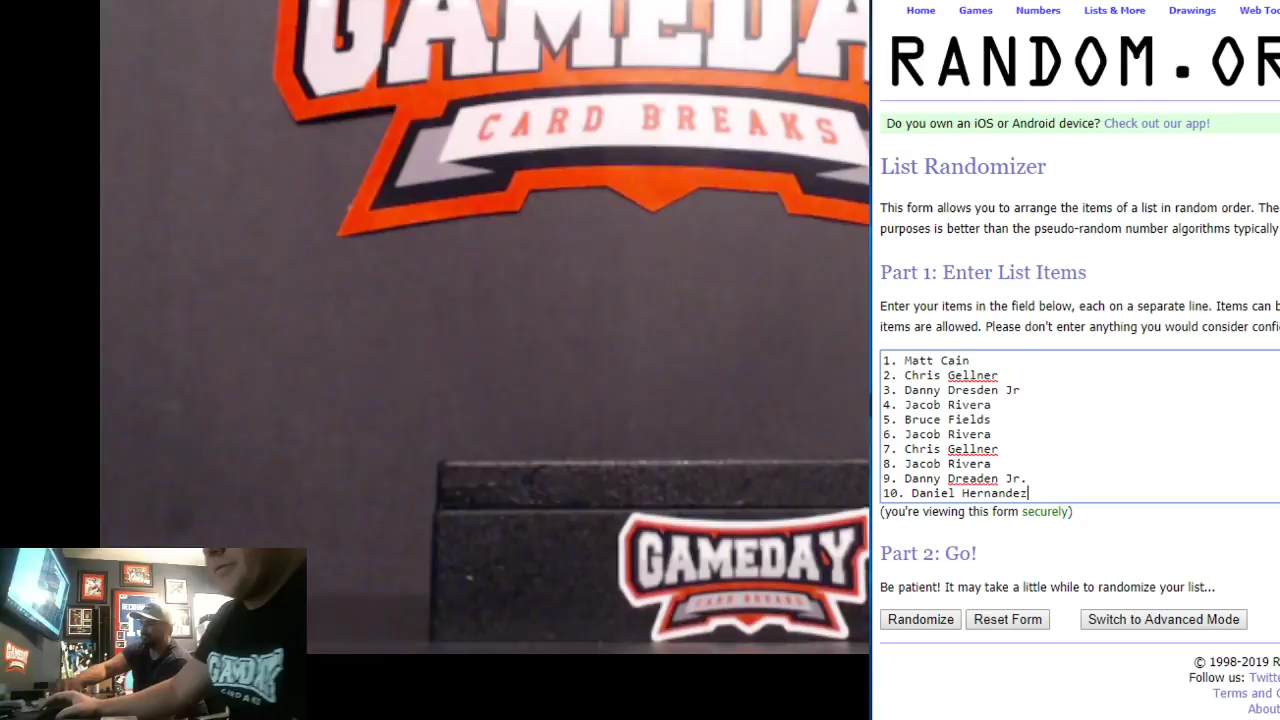 GAMEDA
CARD BREAKS
GAMEDAY
CARD BREAKS
Home Games Numbers Lists & More Drawings Web Too
RANDOM.OR
Do you own an iOS or Android device? Check out our app!
List Randomizer
This form allows you to arrange the items of a list in random order. The
purposes is better than the pseudo-random number algorithms typically
Part 1: Enter List Items
Enter your items in the field below, each on a separate line. Items can b
items are allowed. Please don't enter anything you would consider confi
1. Matt Cain
2. Chris Gellner
3. Danny Dresden Jr
4. Jacob Rivera
5. Bruce Fields
6. Jacob Rivera
7. Chris Gellner
8. Jacob Rivera
9. Danny Dreaden Jr.
10. Daniel Hernandez
(you're viewing this form securely)
Part 2: Go!
Be patient! It may take a little while to randomize your list...
Randomize Reset Form Switch to Advanced Mode
© 1998-2019 R
Follow us: Twitte
Terms and C
About